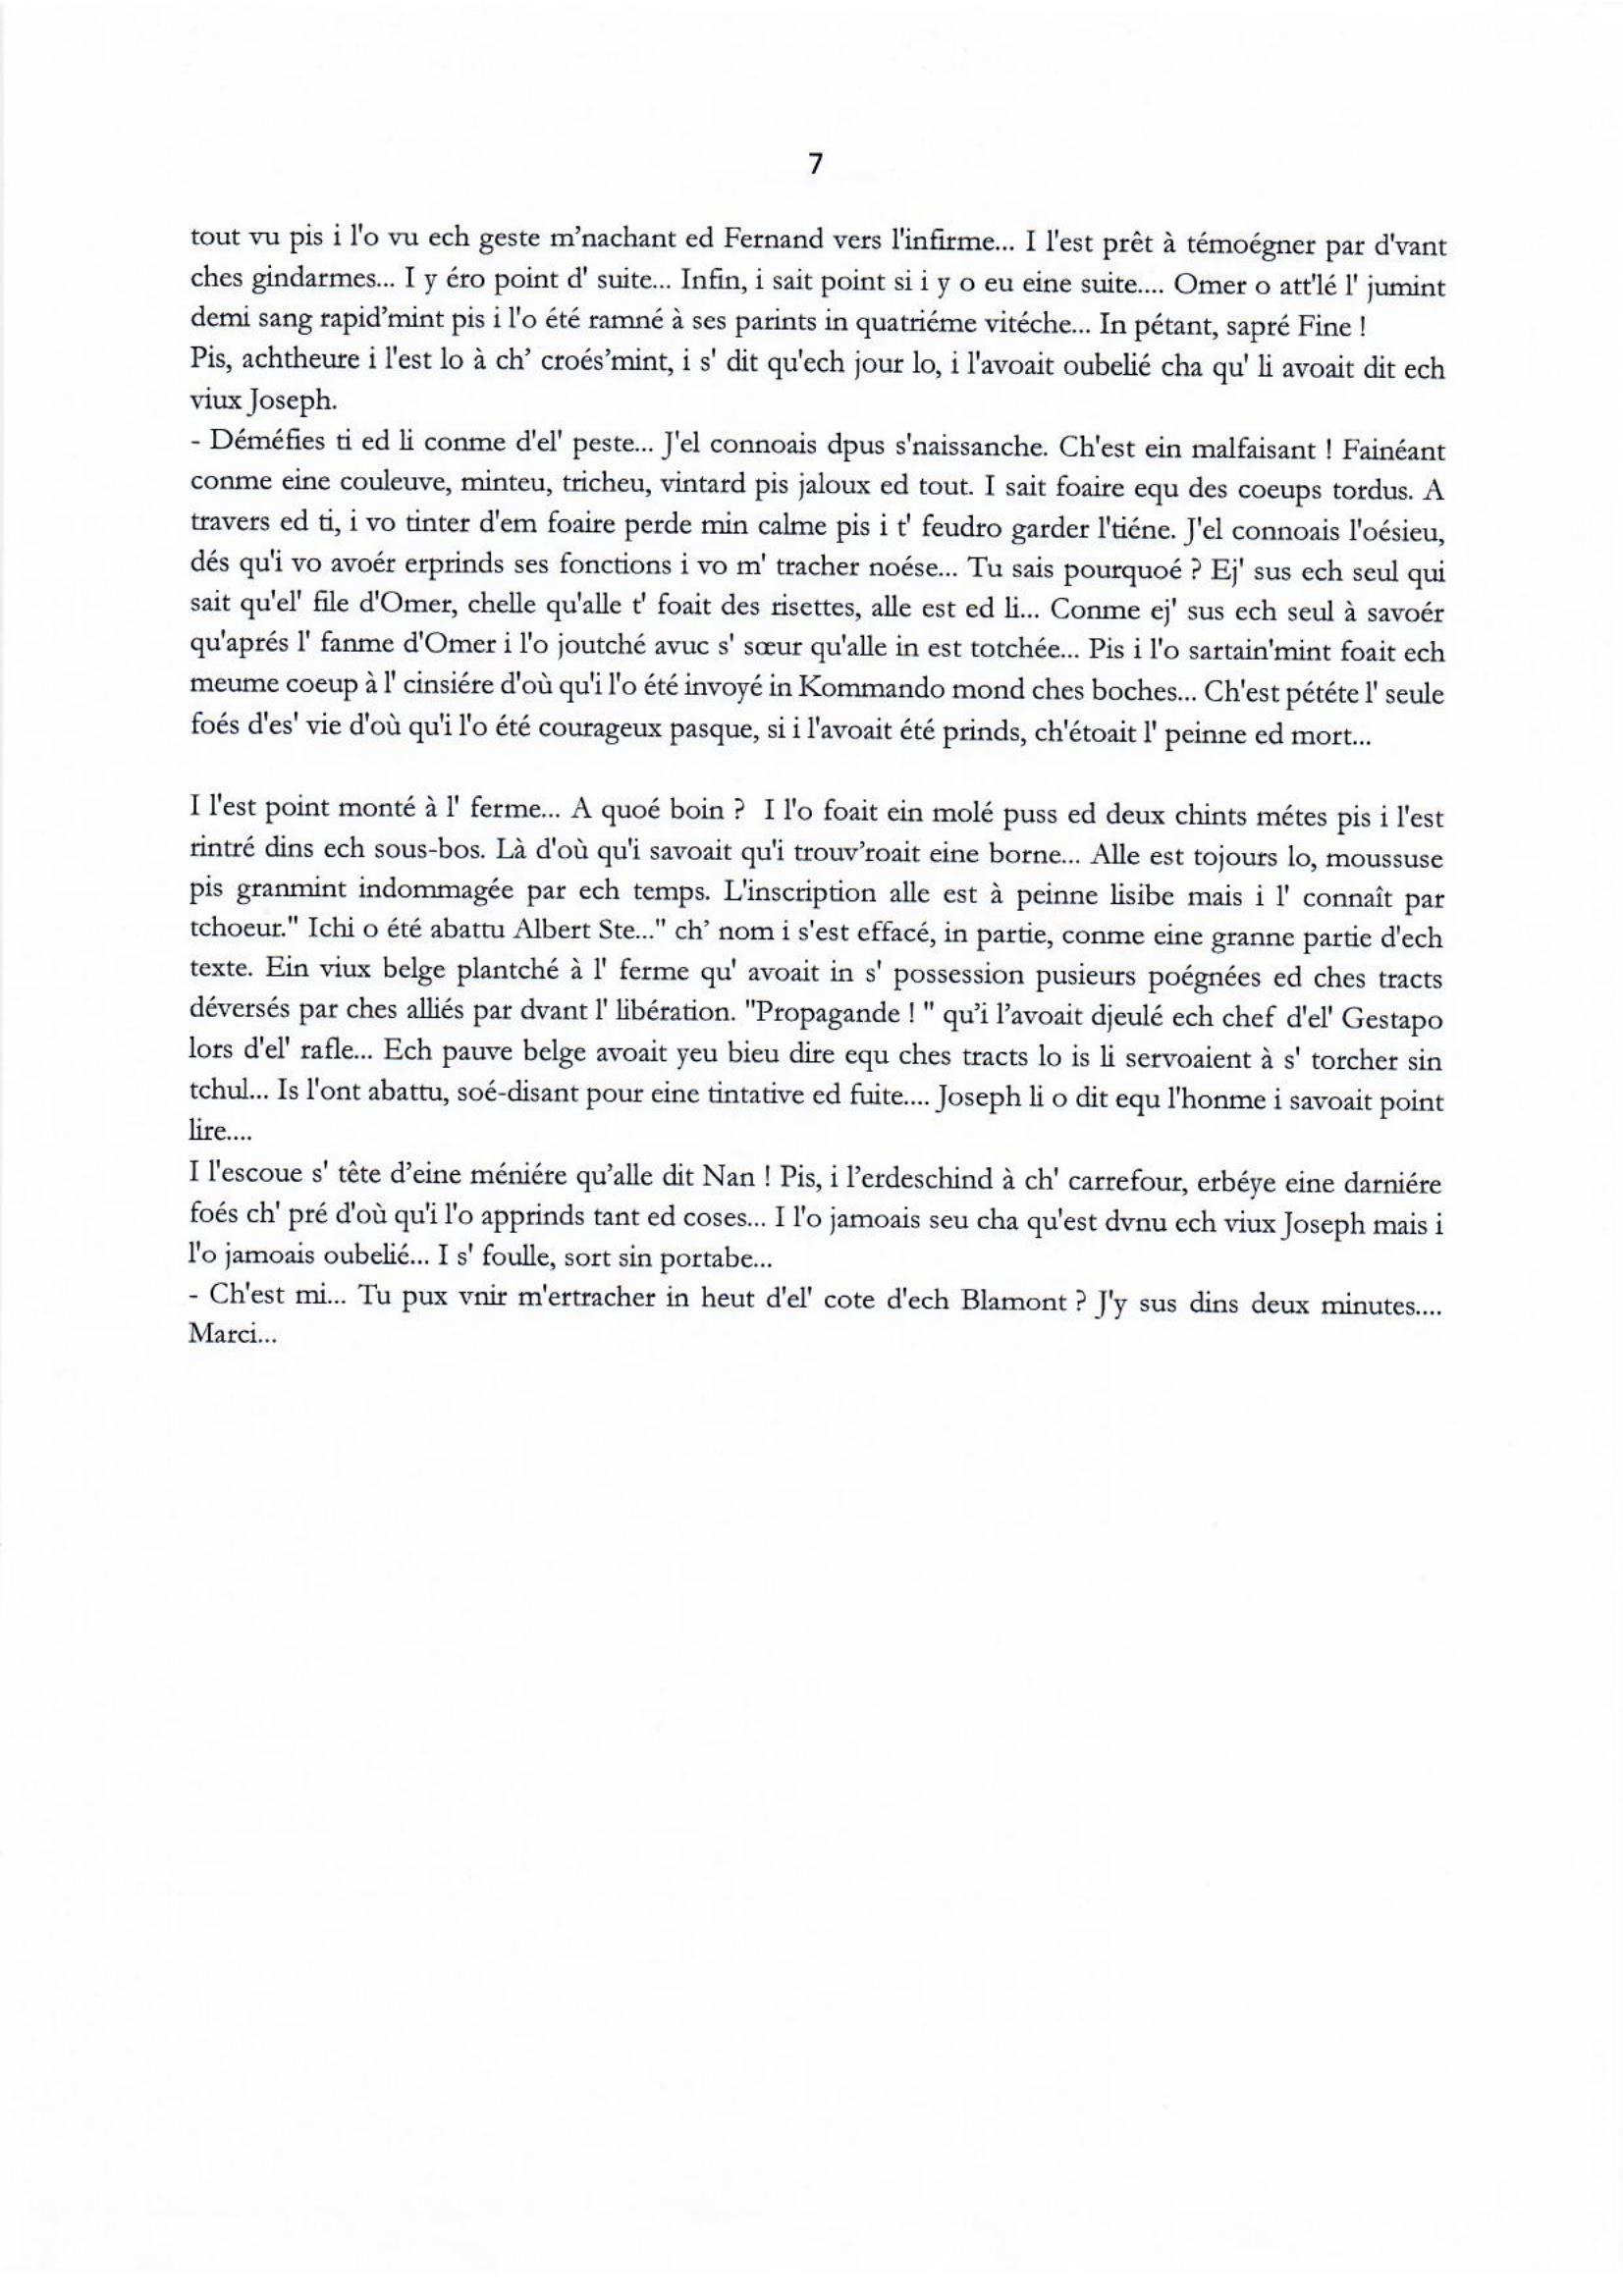 7
tout vu pis i l'o vu ech geste m’nachant ed Fernand vers l'infirme... I l'est prêt à témoégner par d'vant
ches gindarmes... I y éro point d' suite... Infin, i sait point si i y o eu eine suite.... Omer o att'lé l' jumint
demi sang rapid’mint pis i l'o été ramné à ses parints in quatriéme vitéche... In pétant, sapré Fine !
Pis, achtheure i l'est lo à ch’ croés’mint, i s' dit qu'ech jour lo, i l'avoait oubelié cha qu' li avoait dit ech
viux Joseph.
- Déméfies ti ed li conme d'el' peste... J'el connoais dpus s'naissanche. Ch'est ein malfaisant ! Fainéant
conme eine couleuve, minteu, tricheu, vintard pis jaloux ed tout. I sait foaire equ des coeups tordus. A
travers ed ti, i vo tinter d'em foaire perde min calme pis i t' feudro garder l'tiéne. J'el connoais l'oésieu,
dés qu'i vo avoér erprinds ses fonctions i vo m' tracher noése... Tu sais pourquoé ? Ej' sus ech seul qui
sait qu'el' file d'Omer, chelle qu'alle t' foait des risettes, alle est ed li... Conme ej' sus ech seul à savoér
qu'aprés l' fanme d'Omer i l'o joutché avuc s' sœur qu'alle in est totchée... Pis i l'o sartain'mint foait ech
meume coeup à l' cinsiére d'où qu'i l'o été invoyé in Kommando mond ches boches... Ch'est pététe l' seule
foés d'es' vie d'où qu'i l'o été courageux pasque, si i l'avoait été prinds, ch'étoait l' peinne ed mort...
I l'est point monté à l' ferme... A quoé boin ? I l'o foait ein molé puss ed deux chints métes pis i l'est
rintré dins ech sous-bos. Là d'où qu'i savoait qu'i trouv’roait eine borne... Alle est tojours lo, moussuse
pis granmint indommagée par ech temps. L'inscription alle est à peinne lisibe mais i l' connaît par
tchoeur." Ichi o été abattu Albert Ste..." ch’ nom i s'est effacé, in partie, conme eine granne partie d'ech
texte. Ein viux belge plantché à l' ferme qu' avoait in s' possession pusieurs poégnées ed ches tracts
déversés par ches alliés par dvant l' libération. "Propagande ! " qu’i l’avoait djeulé ech chef d'el' Gestapo
lors d'el' rafle... Ech pauve belge avoait yeu bieu dire equ ches tracts lo is li servoaient à s' torcher sin
tchul... Is l'ont abattu, soé-disant pour eine tintative ed fuite.... Joseph li o dit equ l'honme i savoait point
lire....
I l'escoue s' tête d’eine méniére qu’alle dit Nan ! Pis, i l’erdeschind à ch' carrefour, erbéye eine darniére
foés ch' pré d'où qu'i l'o apprinds tant ed coses... I l'o jamoais seu cha qu'est dvnu ech viux Joseph mais i
l'o jamoais oubelié... I s' foulle, sort sin portabe...
- Ch'est mi... Tu pux vnir m'ertracher in heut d'el' cote d'ech Blamont ? J'y sus dins deux minutes....
Marci...